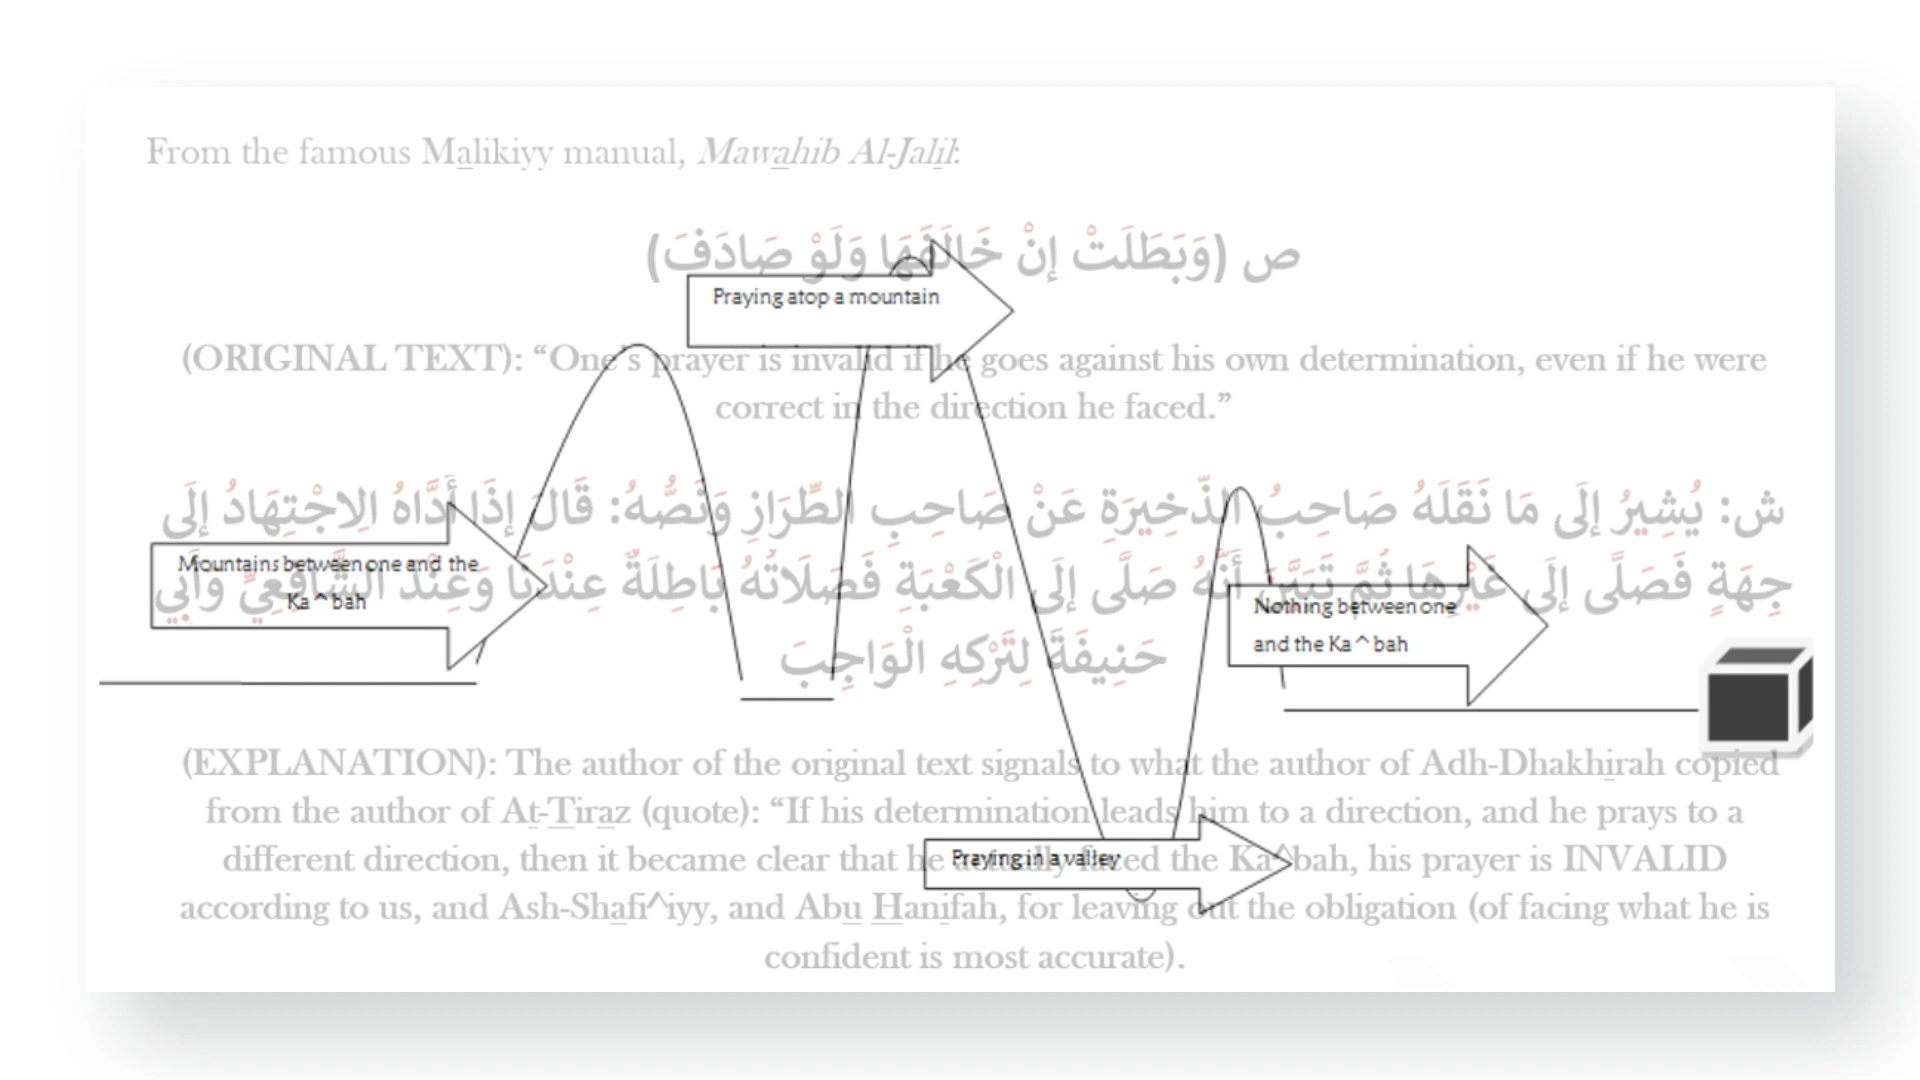 From the famous Malikiyy manual, Mawahib Al-Jalil:
ص (وَبَطَلَتْ إنْ خَالَفَهَا وَلَوْ صَادَفَ)
Praying atop a mountain
(ORIGINAL TEXT): “One’s prayer is invalid if he goes against his own determination, even if he were
correct in the direction he faced.”
ش: يُشِيرُ إلَى مَا نَقَلَهُ صَاحِبُ الذَّخِيرَةِ عَنْ صَاحِبِ الطِّرَازِ وَنَصُّهُ: قَالَ إذَا أَدَّاهُ الِاجْتِهَادُ إلَى
جِهَةٍ فَصَلَّى إلَى غَيْرِهَا ثُمَّ تَبَيَّنَ أَنَّهُ صَلَّى إلَى الْكَعْبَةِ فَصَلَاتُهُ بَاطِلَةٌ عِنْدَنَا وَعِنْدَ الشَّافِعِيِّ وَأَبِي
حَنِيفَةَ لِتَرْكِهِ الْوَاجِبَ
Mountains between one and the
Ka^bah
Nothing between one
and the Ka^bah
(EXPLANATION): The author of the original text signals to what the author of Adh-Dhakhirah copied
from the author of At-Tiraz (quote): “If his determination leads him to a direction, and he prays to a
different direction, then it became clear that he actually faced the Ka^bah, his prayer is INVALID
according to us, and Ash-Shafi^iyy, and Abu Hanifah, for leaving out the obligation (of facing what he is
confident is most accurate).
Praying in a valley